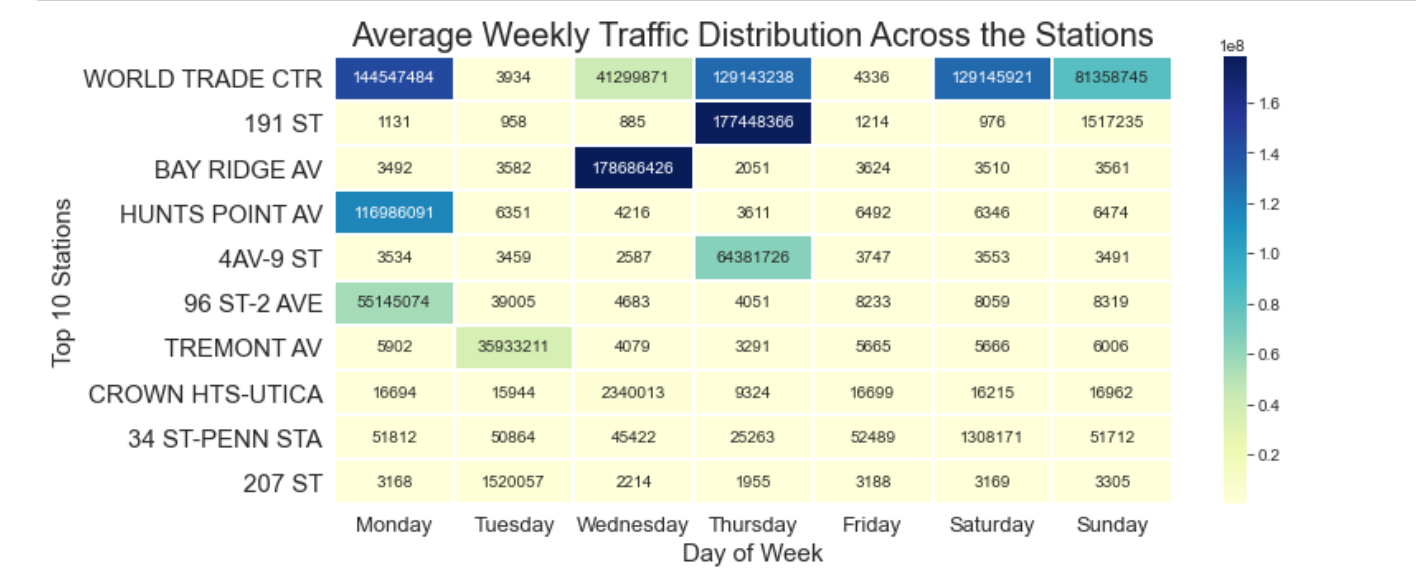 Average Weekly Traffic Distribution Across the Stations
1e8
WORLD TRADE CTR 144547484 3934 41299871 129143238 4336 129145921 81358745
191 ST 1131 958 885 177448366 1214 976 1517235
BAY RIDGE AV 3492 3582 178686426 2051 3624 3510 3561
HUNTS POINT AV 116986091 6351 4216 3611 6492 6346 6474
4AV-9 ST 3534 3459 2587 64381726 3747 3553 3491
96 ST-2 AVE 55145074 39005 4683 4051 8233 8059 8319
TREMONT AV 5902 35933211 4079 3291 5665 5666 6006
CROWN HTS-UTICA 16694 15944 2340013 9324 16699 16215 16962
34 ST-PENN STA 51812 50864 45422 25263 52489 1308171 51712
207 ST 3168 1520057 2214 1955 3188 3169 3305
Monday Tuesday Wednesday Thursday Friday Saturday Sunday
Day of Week
Top 10 Stations
1.6
1.4
1.2
1.0
0.8
0.6
0.4
0.2